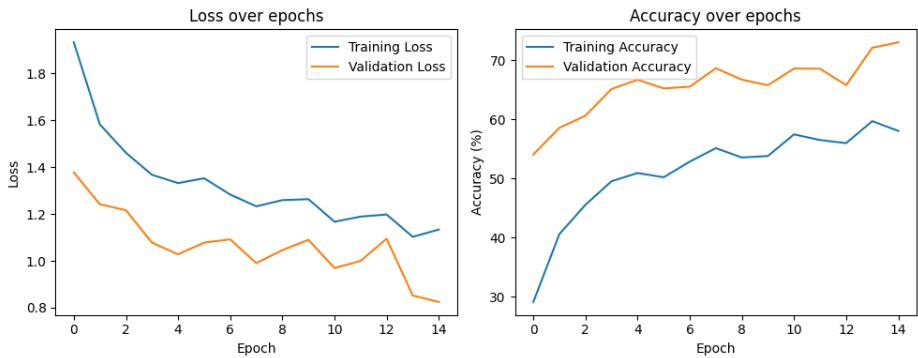 Loss over epochs
Training Loss
Validation Loss
1.8
1.6
1.4
1.2
1.0
0.8
Loss
0 2 4 6 8 10 12 14
Epoch
Accuracy over epochs
Training Accuracy
Validation Accuracy
70
60
50
40
30
Accuracy (%)
0 2 4 6 8 10 12 14
Epoch